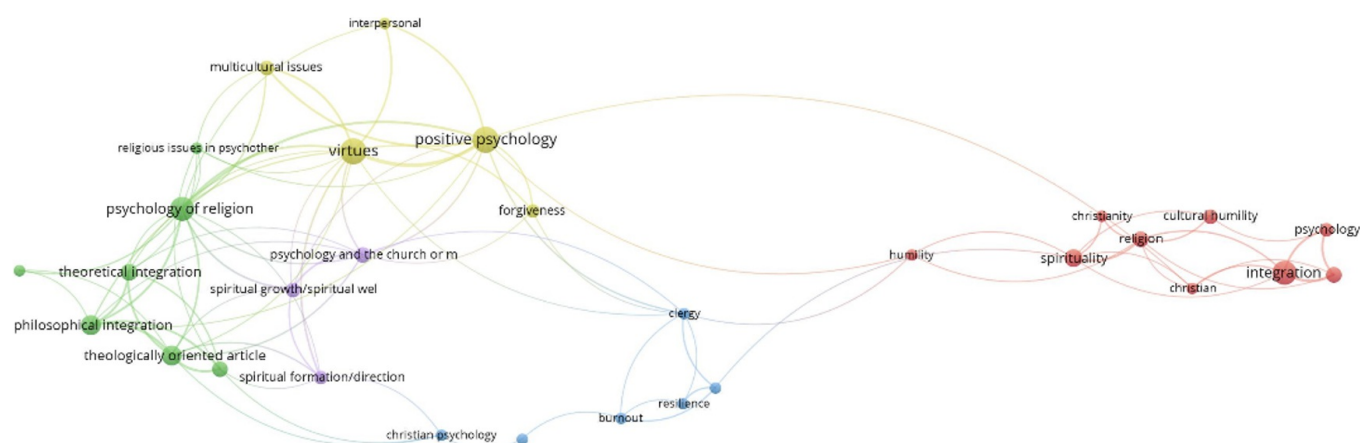 interpersonal
multicultural issues
positive psychology
virtues
religious issues in psychother
psychology of religion
forgiveness
christianity
cultural humility
psychology
religion
humility
spirituality
integration
christian
psychology and the church or m
theoretical integration
spiritual growth/spiritual wel
philosophical integration
clergy
theologically oriented article
spiritual formation/direction
resilience
burnout
christian psychology